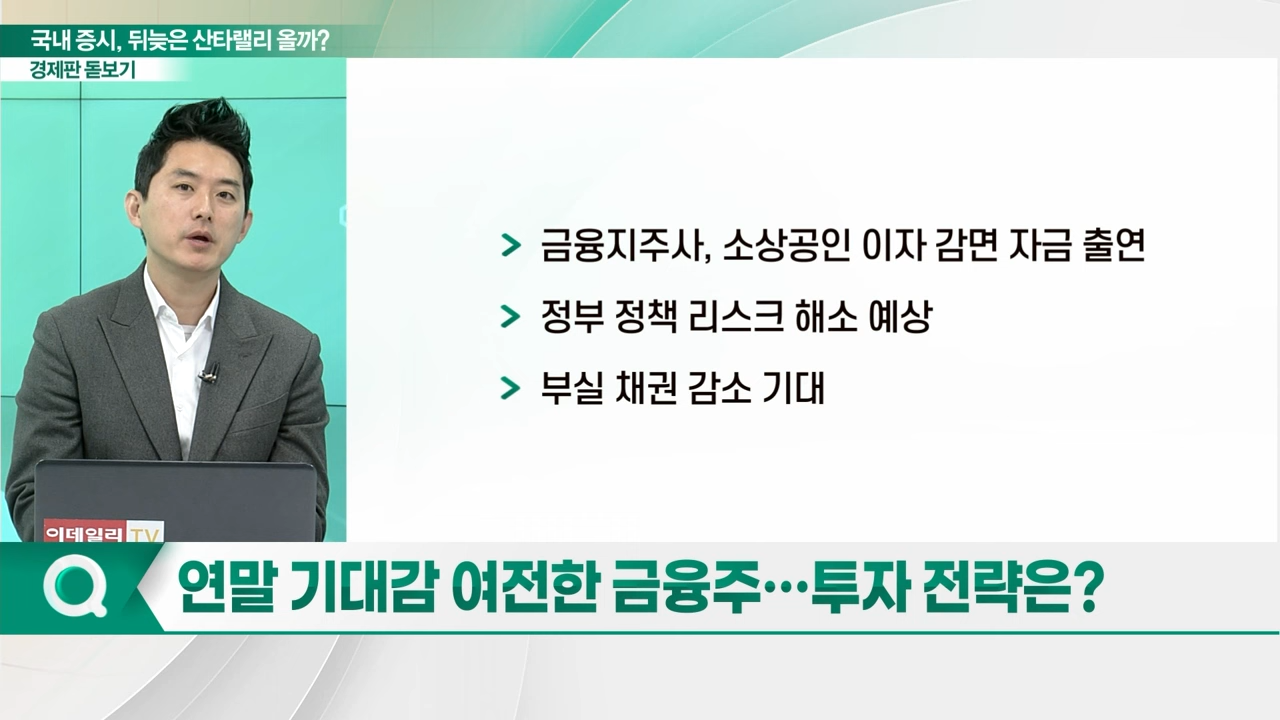 국내 증시, 뒤늦은 산타랠리 올까?
경제판 돋보기
> 금융지주사, 소상공인 이자 감면 자금 출연
> 정부 정책 리스크 해소 예상
> 부실 채권 감소 기대
이데일리 TV
연말 기대감 여전한 금융주…투자 전략은?